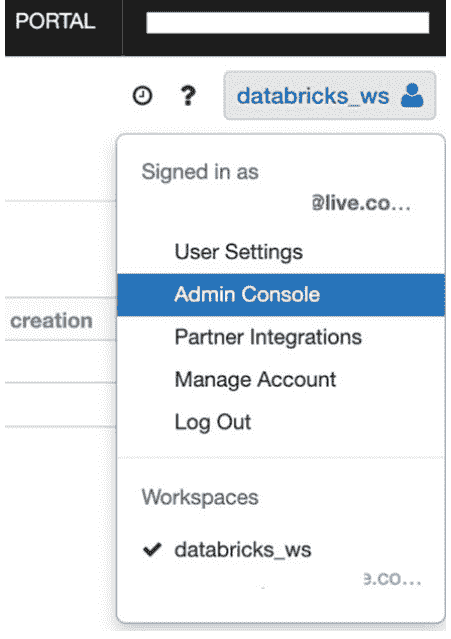 PORTAL
? databricks_ws
Signed in as
@live.co...
User Settings
Admin Console
creation
Partner Integrations
Manage Account
Log Out
Workspaces
databricks_ws
e.co...